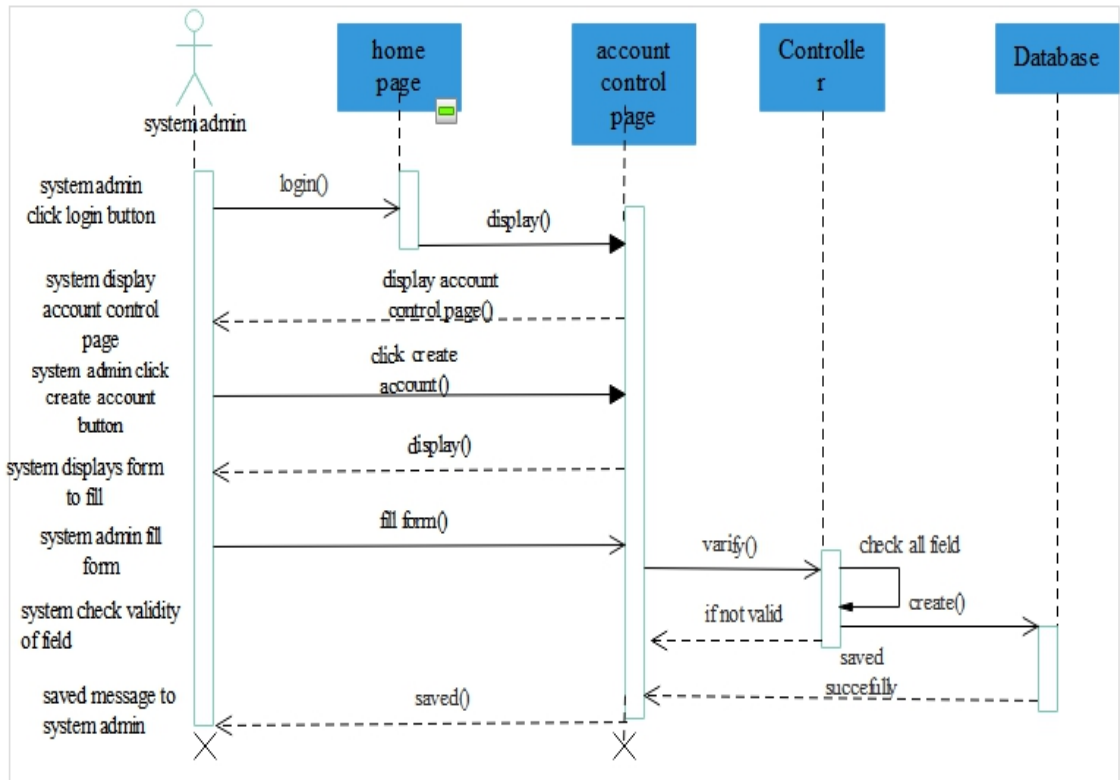 home
page
account
control
page
Controlle
r
Database
system admin
system admin
click login button
login()
display()
system display
account control
page
display account
control page()
system admin click
create account
button
click create
account()
system displays form
to fill
display()
system admin fill
form
fill form()
varify()
check all field
create()
system check validity
of field
if not valid
saved
succefully
saved message to
system admin
saved()